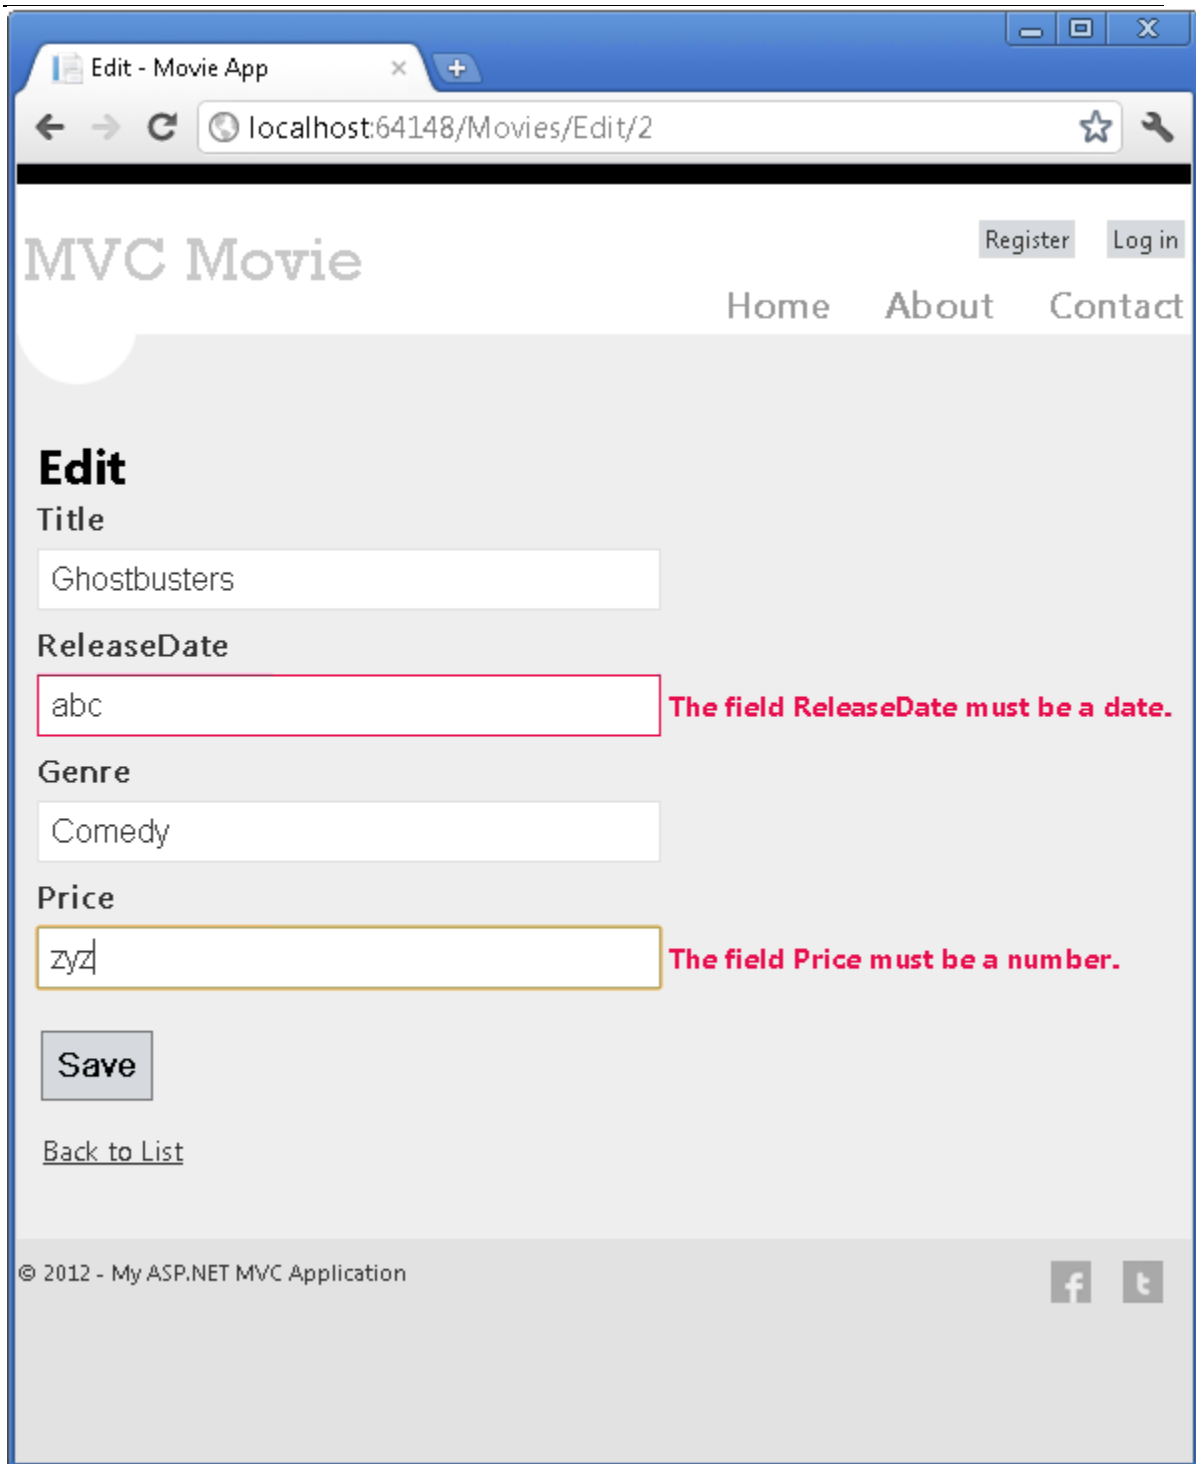 Edit - Movie App
localhost:64148/Movies/Edit/2
MVC Movie
Register Log in
Home About Contact
Edit
Title
Ghostbusters
ReleaseDate
abc The field ReleaseDate must be a date.
Genre
Comedy
Price
zyz The field Price must be a number.
Save
Back to List
© 2012 - My ASP.NET MVC Application